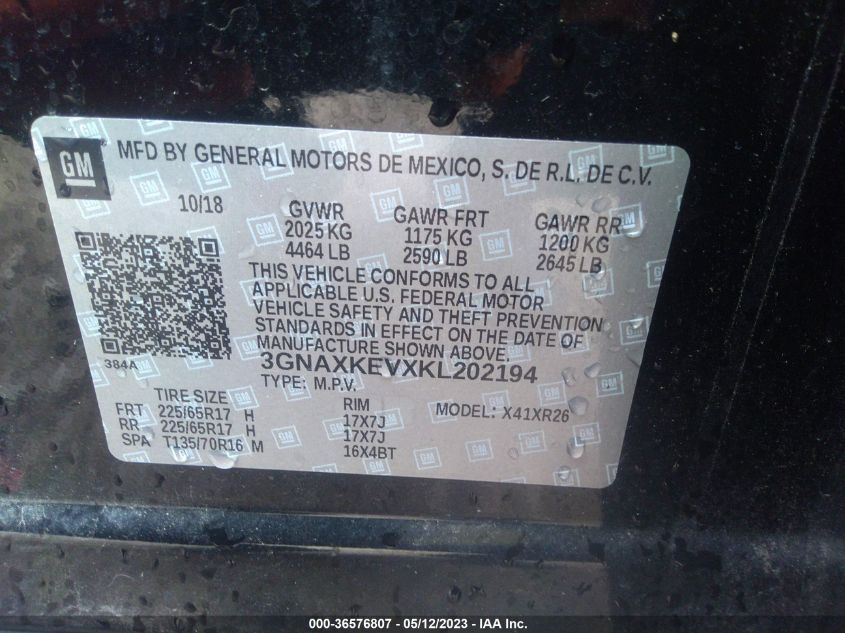 GM MFD BY GENERAL MOTORS DE MEXICO, S. DE R.L. DE C.V.
10/18 GVWR GAWR FRT GAWR RR
2025 KG 1175 KG 1200 KG
4464 LB 2590 LB 2645 LB
THIS VEHICLE CONFORMS TO ALL
APPLICABLE U.S. FEDERAL MOTOR
VEHICLE SAFETY AND THEFT PREVENTION
STANDARDS IN EFFECT ON THE DATE OF
MANUFACTURE SHOWN ABOVE.
384A 3GNAXKEVXKL202194
TYPE: M.P.V.
TIRE SIZE RIM MODEL: X41XR26
FRT 225/65R17 H 17X7J
RR 225/65R17 H 17X7J
SPA T135/70R16 M 16X4BT
000-36576807 - 05/12/2023 - IAA Inc.